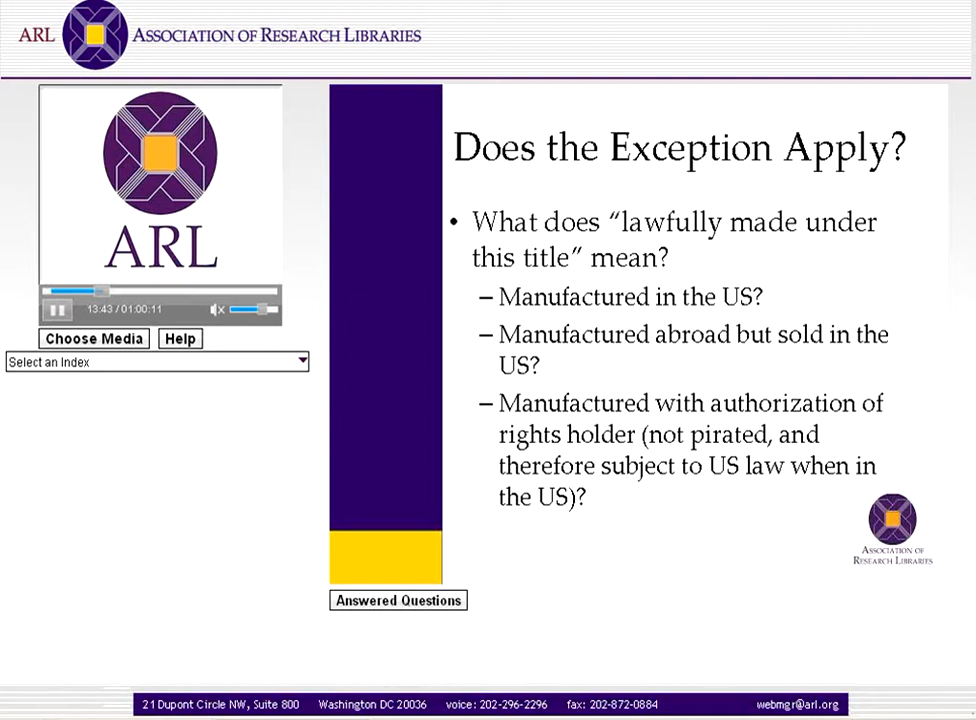 ARL ASSOCIATION OF RESEARCH LIBRARIES
ARL
13:43 / 01:00:11
Choose Media Help
Select an Index
Does the Exception Apply?
• What does “lawfully made under
this title” mean?
– Manufactured in the US?
– Manufactured abroad but sold in the
US?
– Manufactured with authorization of
rights holder (not pirated, and
therefore subject to US law when in
the US)?
ASSOCIATION OF
RESEARCH LIBRARIES
Answered Questions
21 Dupont Circle NW, Suite 800 Washington DC 20036 voice: 202-296-2296 fax: 202-872-0884 webmgr@arl.org